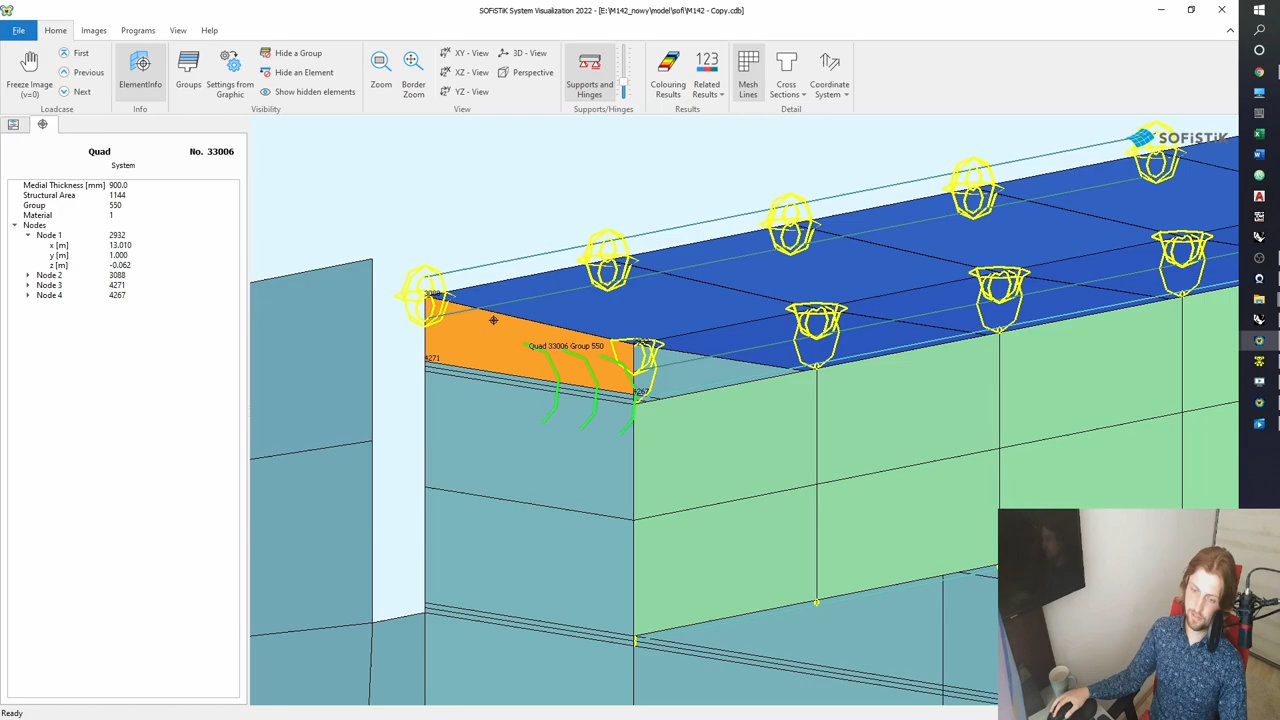 SOFiSTiK System Visualization 2022 - [E:\M142_nowy\model\sofi\M142 - Copy.cdb]
File Home Images Programs View Help
Freeze Image (v=0)
First
Previous
Next
Loadcase
ElementInfo
Info
Groups
Settings from Graphic
Hide a Group
Hide an Element
Show hidden elements
Visibility
Zoom
Border Zoom
XY - View
XZ - View
YZ - View
3D - View
Perspective
View
Supports and Hinges
Supports/Hinges
Colouring Results
Related Results
Results
Mesh Lines
Cross Sections
Coordinate System
Detail
Quad No. 33006
System
Medial Thickness [mm] 900.0
Structural Area 1144
Group 550
Material 1
Nodes
Node 1 2932
x [m] 13.010
y [m] 1.000
z [m] -0.062
Node 2 3088
Node 3 4271
Node 4 4267
SOFiSTiK
3088
Quad 33006 Group 550
4271
4267
Ready